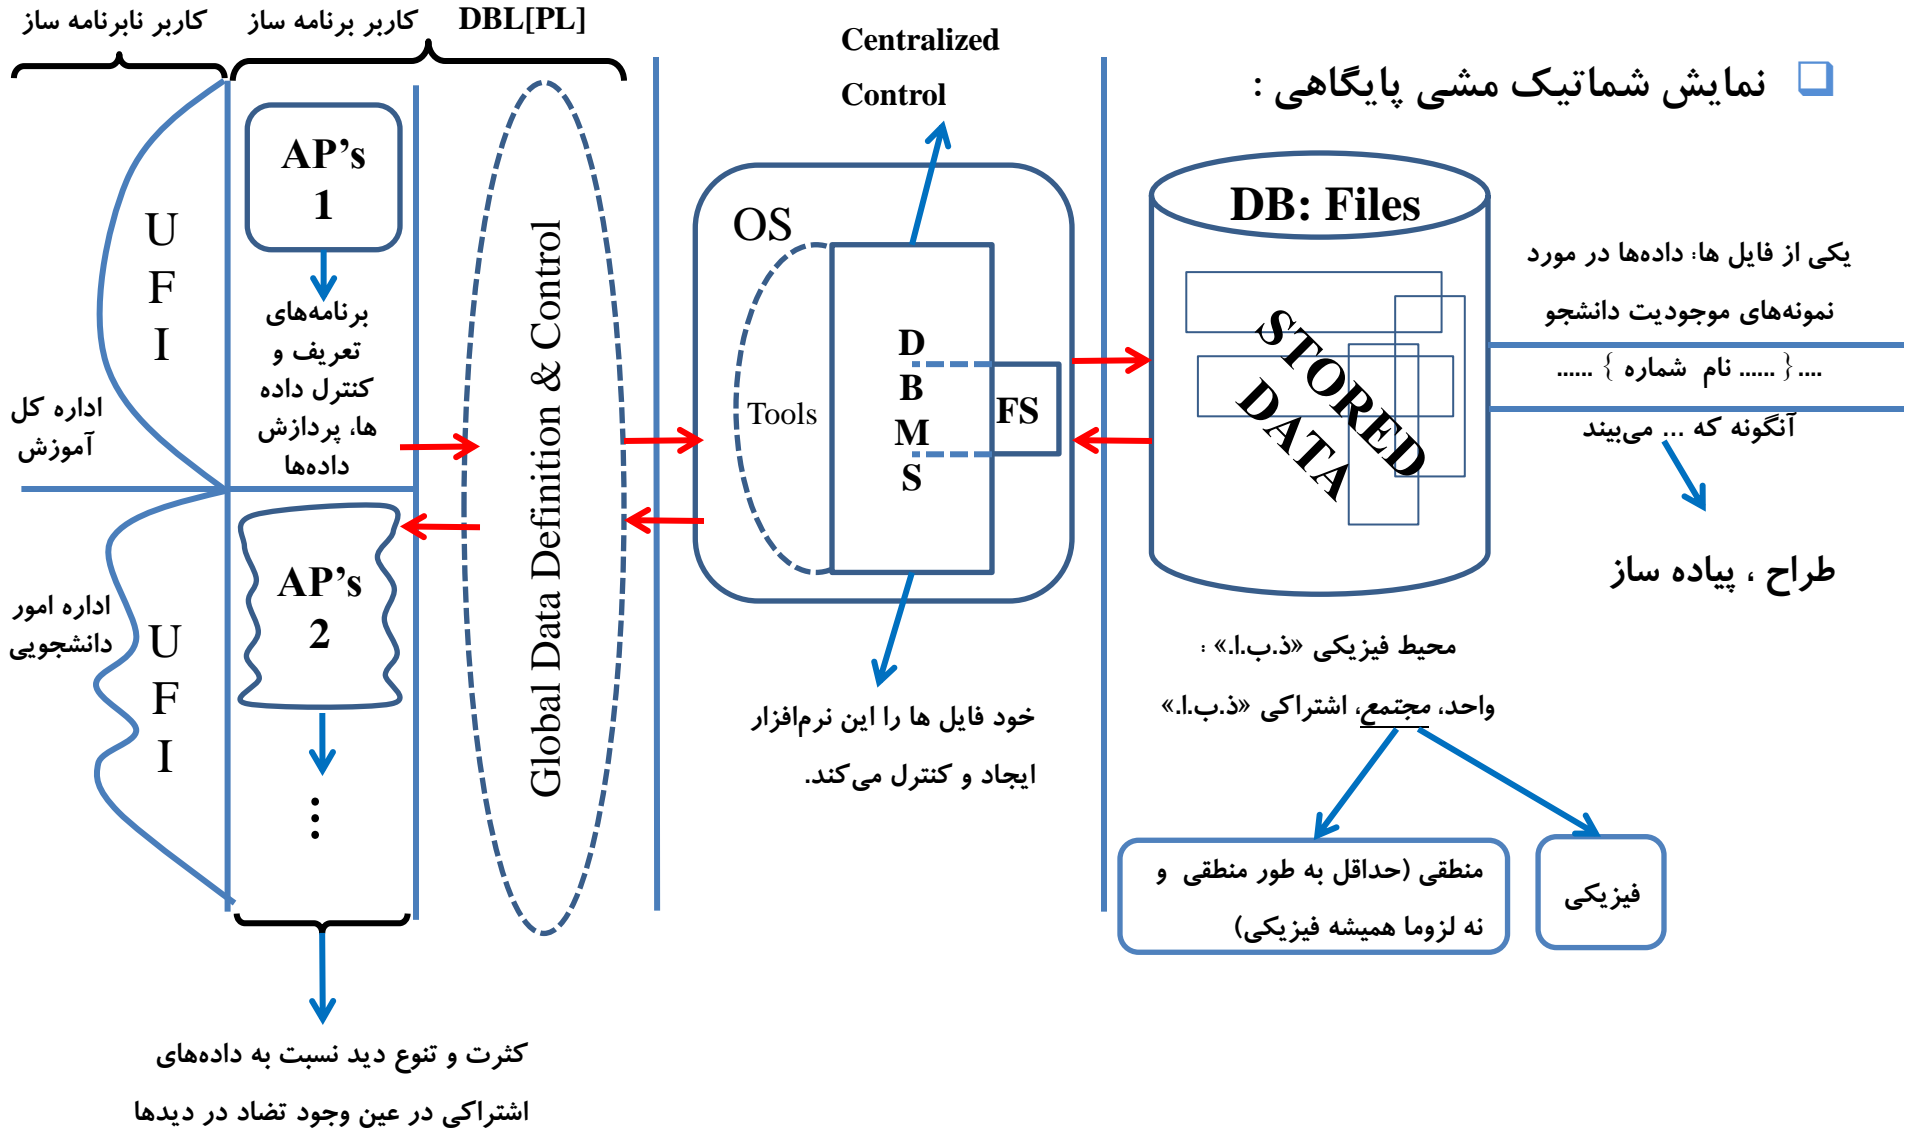 نمایش شماتیک مشی پایگاهی :
کاربر نابرنامه ساز
کاربر برنامه ساز
DBL[PL]
Centralized
Control
UFI
اداره کل
آموزش
AP's
1
برنامه‌های
تعریف و
کنترل داده
ها، پردازش
داده‌ها
UFI
اداره امور
دانشجویی
AP's
2
⋮
کثرت و تنوع دید نسبت به داده‌های
اشتراکی در عین وجود تضاد در دیدها
Global Data Definition & Control
OS
Tools
DBMS
FS
خود فایل ها را این نرم‌افزار
ایجاد و کنترل می‌کند.
DB: Files
STORED
DATA
یکی از فایل ها: داده‌ها در مورد
نمونه‌های موجودیت دانشجو
....{ ...... نام شماره } ......
آنگونه که ... می‌بیند
طراح ، پیاده ساز
محیط فیزیکی «ذ.ب.ا.» :
واحد، مجتمع، اشتراکی «ذ.ب.ا.»
منطقی (حداقل به طور منطقی و
نه لزوما همیشه فیزیکی)
فیزیکی